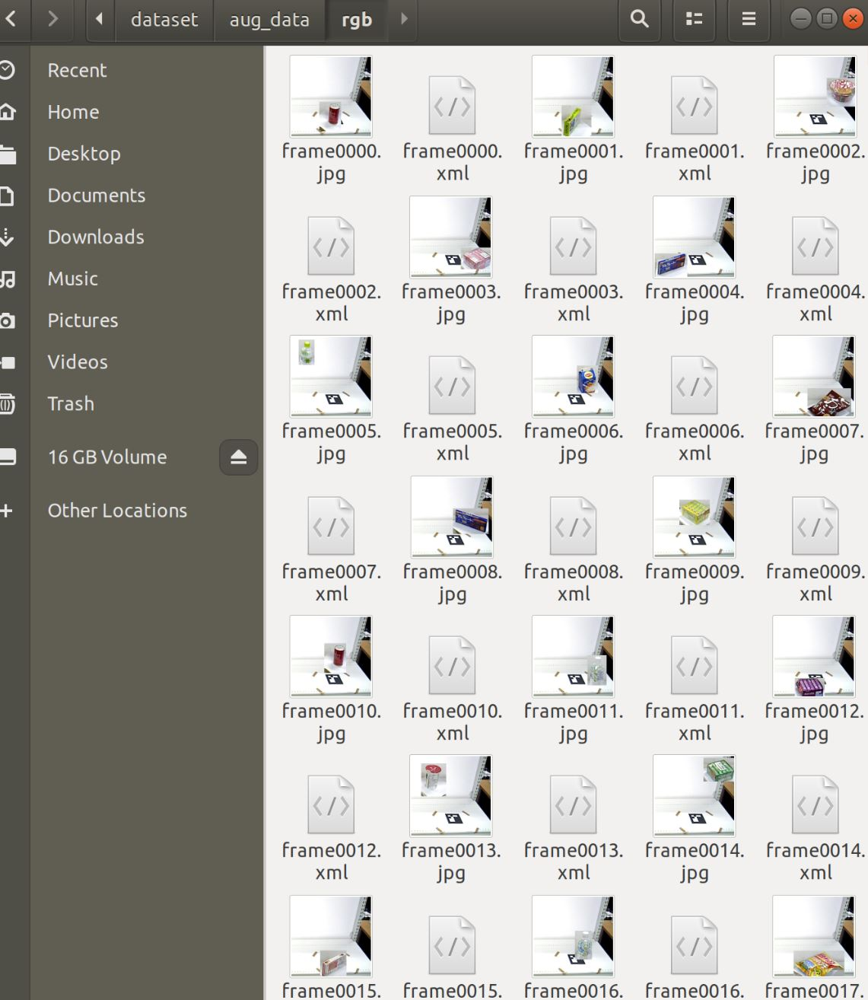 dataset aug_data rgb
Recent
Home
Desktop
Documents
Downloads
Music
Pictures
Videos
Trash
16 GB Volume
Other Locations
frame0000. frame0000. frame0001. frame0001. frame0002.
jpg xml jpg xml jpg
frame0002. frame0003. frame0003. frame0004. frame0004.
xml jpg xml jpg xml
frame0005. frame0005. frame0006. frame0006. frame0007.
jpg xml jpg xml jpg
frame0007. frame0008. frame0008. frame0009. frame0009.
xml jpg xml jpg xml
frame0010. frame0010. frame0011. frame0011. frame0012.
jpg xml jpg xml jpg
frame0012. frame0013. frame0013. frame0014. frame0014.
xml jpg xml jpg xml
frame0015. frame0015. frame0016. frame0016. frame0017.